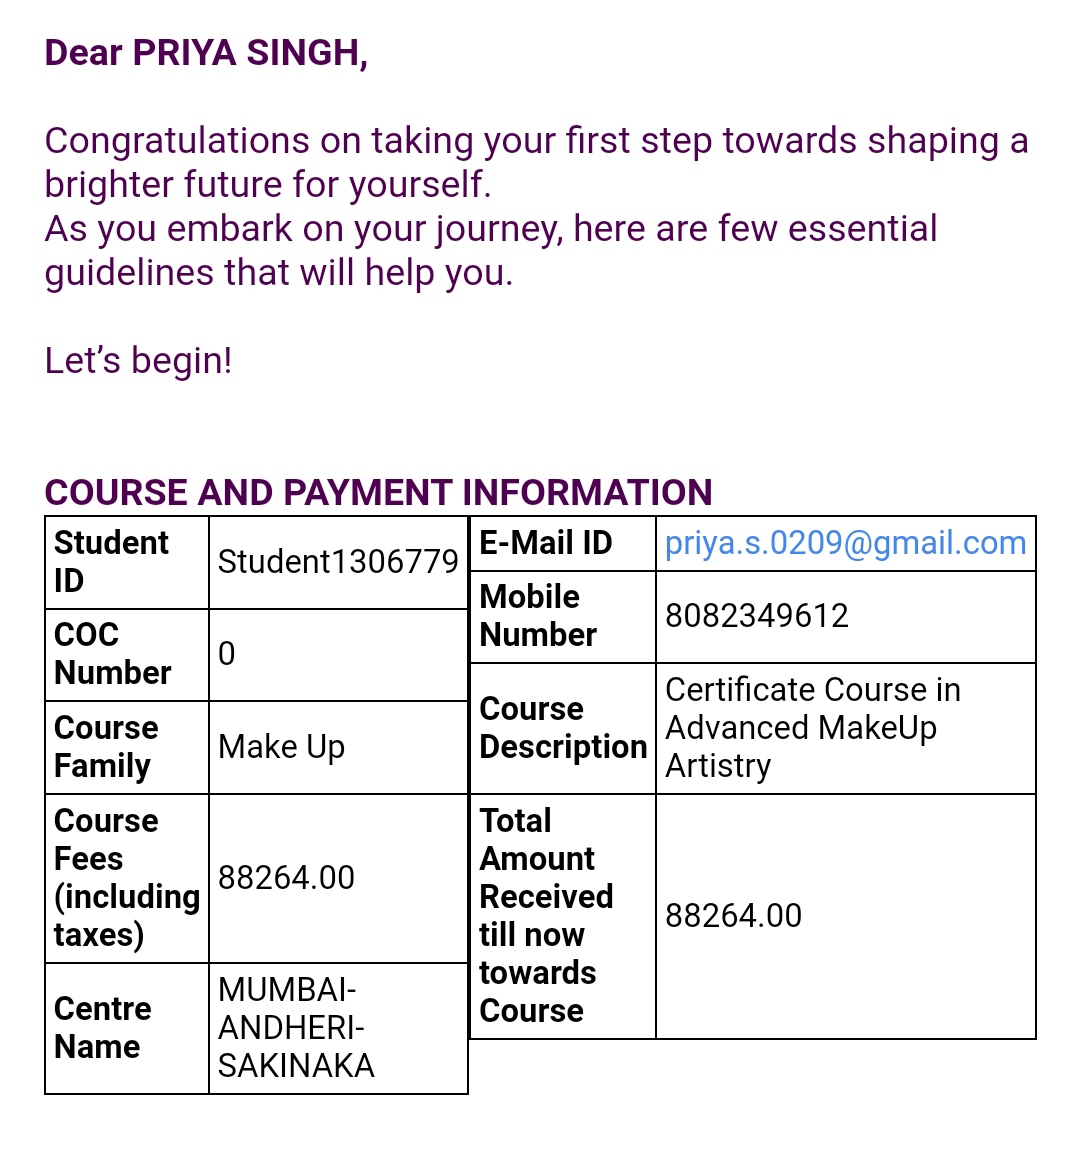 Dear PRIYA SINGH,
Congratulations on taking your first step towards shaping a
brighter future for yourself.
As you embark on your journey, here are few essential
guidelines that will help you.
Let’s begin!
COURSE AND PAYMENT INFORMATION
Student
ID
Student1306779
COC
Number
0
Course
Family
Make Up
Course
Fees
(including
taxes)
88264.00
Centre
Name
MUMBAI-
ANDHERI-
SAKINAKA
E-Mail ID
priya.s.0209@gmail.com
Mobile
Number
8082349612
Course
Description
Certificate Course in
Advanced MakeUp
Artistry
Total
Amount
Received
till now
towards
Course
88264.00